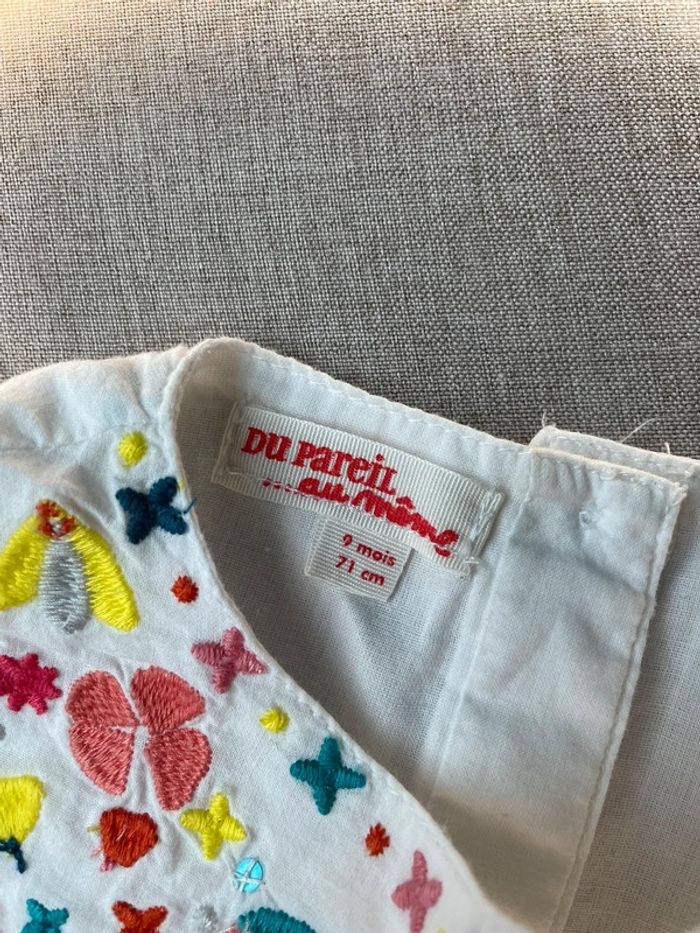 DU PAREIL
...au même
9 mois
71 cm